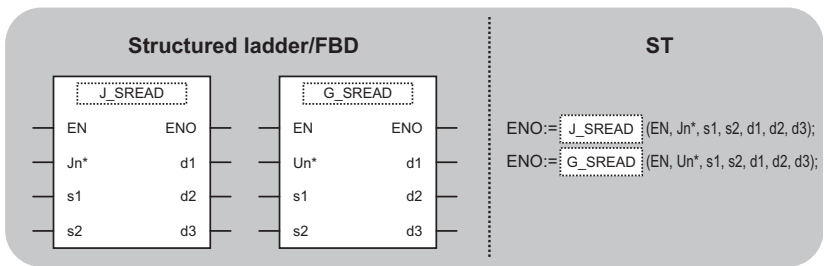 Structured ladder/FBD
J_SREAD
EN ENO
Jn* d1
s1 d2
s2 d3
G_SREAD
EN ENO
Un* d1
s1 d2
s2 d3
ST
ENO:= J_SREAD (EN, Jn*, s1, s2, d1, d2, d3);
ENO:= G_SREAD (EN, Un*, s1, s2, d1, d2, d3);